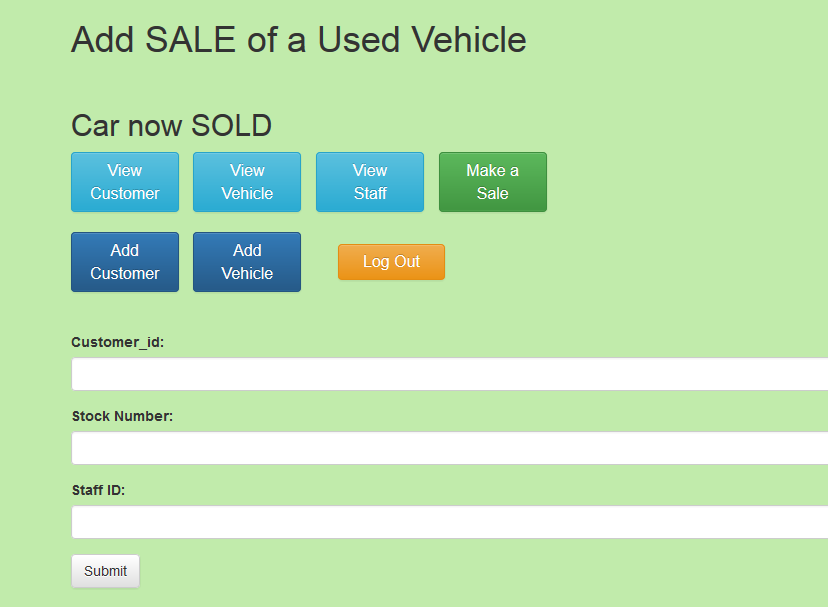 Add SALE of a Used Vehicle
Car now SOLD
View
Customer
View
Vehicle
View
Staff
Make a
Sale
Add
Customer
Add
Vehicle
Log Out
Customer_id:
Stock Number:
Staff ID:
Submit